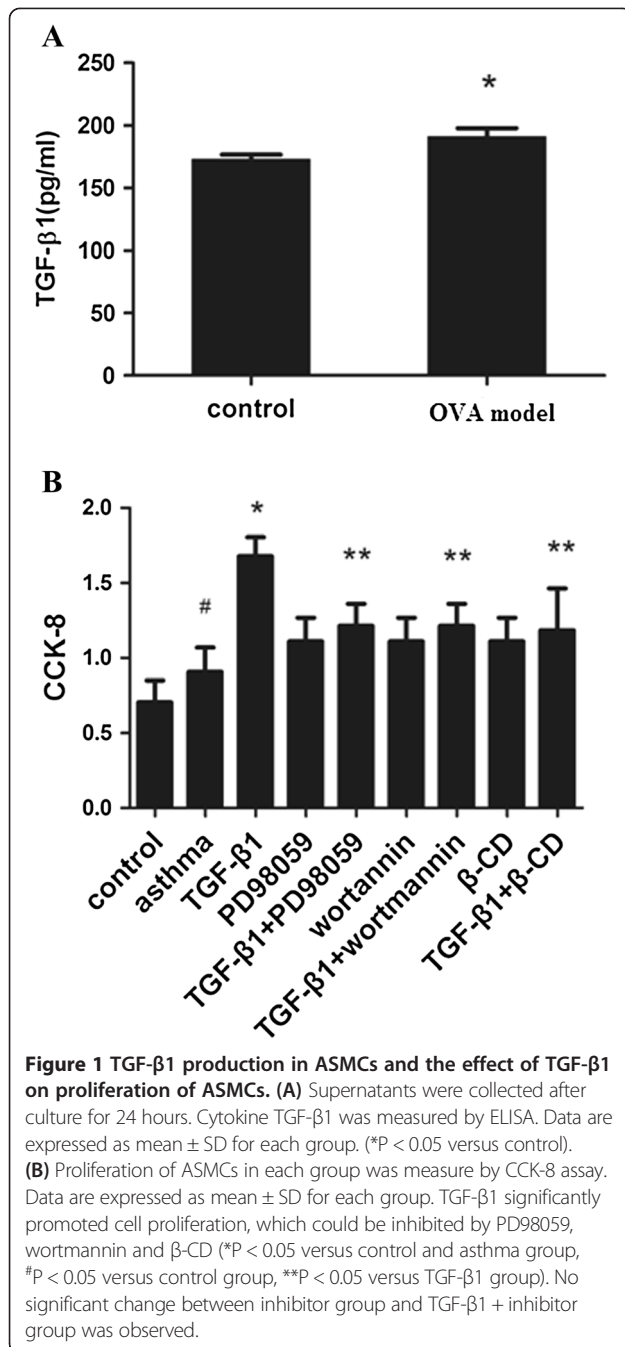 A
250
200
150
100
50
0
TGF-β1(pg/ml)
*
control
OVA model
B
2.0
1.5
1.0
0.5
0.0
CCK-8
#
*
**
**
**
control
asthma
TGF-β1
PD98059
TGF-β1+PD98059
wortannin
TGF-β1+wortmannin
β-CD
TGF-β1+β-CD
Figure 1 TGF-β1 production in ASMCs and the effect of TGF-β1
on proliferation of ASMCs. (A) Supernatants were collected after
culture for 24 hours. Cytokine TGF-β1 was measured by ELISA. Data are
expressed as mean ± SD for each group. (*P < 0.05 versus control).
(B) Proliferation of ASMCs in each group was measure by CCK-8 assay.
Data are expressed as mean ± SD for each group. TGF-β1 significantly
promoted cell proliferation, which could be inhibited by PD98059,
wortmannin and β-CD (*P < 0.05 versus control and asthma group,
#P < 0.05 versus control group, **P < 0.05 versus TGF-β1 group). No
significant change between inhibitor group and TGF-β1 + inhibitor
group was observed.